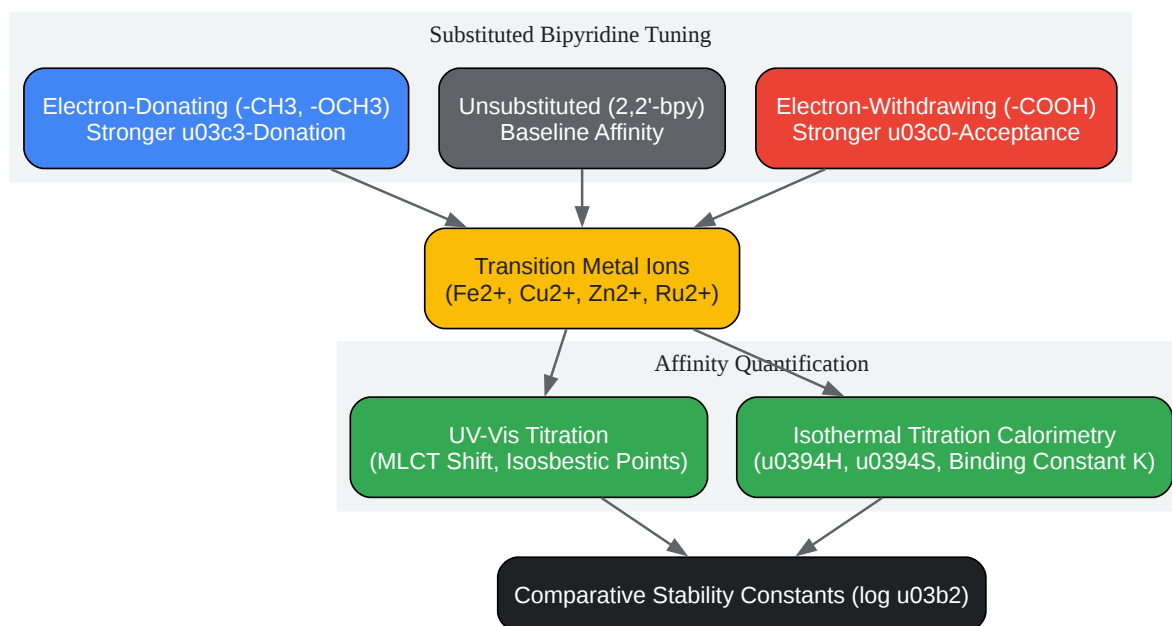 Substituted Bipyridine Tuning
Electron-Donating (-CH3, -OCH3)
Stronger u03c3-Donation
Unsubstituted (2,2'-bpy)
Baseline Affinity
Electron-Withdrawing (-COOH)
Stronger u03c0-Acceptance
Transition Metal Ions
(Fe2+, Cu2+, Zn2+, Ru2+)
Affinity Quantification
UV-Vis Titration
(MLCT Shift, Isosbestic Points)
Isothermal Titration Calorimetry
(u0394H, u0394S, Binding Constant K)
Comparative Stability Constants (log u03b2)